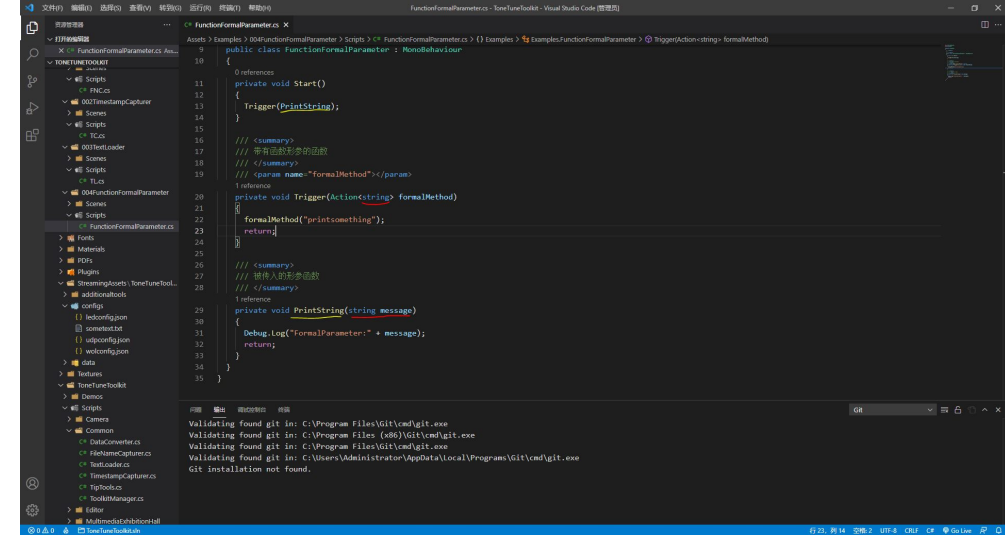 文件(F) 编辑(E) 选择(S) 查看(V) 转到(G) 运行(R) 终端(T) 帮助(H)
FunctionFormalParameter.cs - ToneTuneToolkit - Visual Studio Code [管理员]
资源管理器
打开的编辑器
FunctionFormalParameter.cs Ass...
TONETUNETOOLKIT
Scenes
Scripts
FNC.cs
002TimestampCapturer
Scenes
Scripts
TC.cs
003TextLoader
Scenes
Scripts
TL.cs
004FunctionFormalParameter
Scenes
Scripts
FunctionFormalParameter.cs
Fonts
Materials
PDFs
Plugins
StreamingAssets \ ToneTuneTool...
additionaltools
configs
ledconfig.json
sometext.txt
udpconfig.json
wolconfig.json
data
Textures
ToneTuneToolkit
Demos
Scripts
Camera
Common
DataConverter.cs
FileNameCapturer.cs
TextLoader.cs
TimestampCapturer.cs
TipTools.cs
ToolkitManager.cs
Editor
MultimediaExhibitionHall
FunctionFormalParameter.cs
Assets > Examples > 004FunctionFormalParameter > Scripts > FunctionFormalParameter.cs > {} Examples > Examples.FunctionFormalParameter > Trigger(Action<string> formalMethod)
9 public class FunctionFormalParameter : MonoBehaviour
10 {
0 references
11 private void Start()
12 {
13 Trigger(PrintString);
14 }
15
16 /// <summary>
17 /// 带有函数形参的函数
18 /// </summary>
19 /// <param name="formalMethod"></param>
1 reference
20 private void Trigger(Action<string> formalMethod)
21 {
22 formalMethod("printsomething");
23 return;
24 }
25
26 /// <summary>
27 /// 被传入的形参函数
28 /// </summary>
1 reference
29 private void PrintString(string message)
30 {
31 Debug.Log("FormalParameter:" + message);
32 return;
33 }
34 }
35 }
问题 输出 调试控制台 终端
Git
Validating found git in: C:\Program Files\Git\cmd\git.exe
Validating found git in: C:\Program Files (x86)\Git\cmd\git.exe
Validating found git in: C:\Program Files\Git\cmd\git.exe
Validating found git in: C:\Users\Administrator\AppData\Local\Programs\Git\cmd\git.exe
Git installation not found.
0 0 ToneTuneToolkit.sln
行 23, 列 14 空格: 2 UTF-8 CRLF C# Go Live